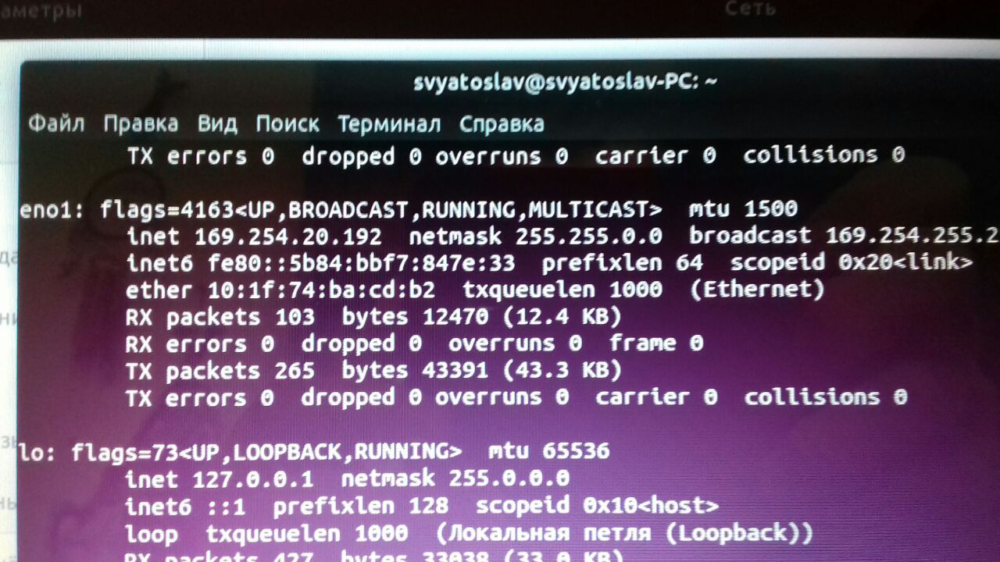 аметры
Сеть
svyatoslav@svyatoslav-PC: ~
Файл Правка Вид Поиск Терминал Справка
TX errors 0 dropped 0 overruns 0 carrier 0 collisions 0
eno1: flags=4163<UP,BROADCAST,RUNNING,MULTICAST> mtu 1500
inet 169.254.20.192 netmask 255.255.0.0 broadcast 169.254.255.2
inet6 fe80::5b84:bbf7:847e:33 prefixlen 64 scopeid 0x20<link>
ether 10:1f:74:ba:cd:b2 txqueuelen 1000 (Ethernet)
RX packets 103 bytes 12470 (12.4 KB)
RX errors 0 dropped 0 overruns 0 frame 0
TX packets 265 bytes 43391 (43.3 KB)
TX errors 0 dropped 0 overruns 0 carrier 0 collisions 0
lo: flags=73<UP,LOOPBACK,RUNNING> mtu 65536
inet 127.0.0.1 netmask 255.0.0.0
inet6 ::1 prefixlen 128 scopeid 0x10<host>
loop txqueuelen 1000 (Локальная петля (Loopback))
RX packets 427 bytes 33038 (33.0 KB)